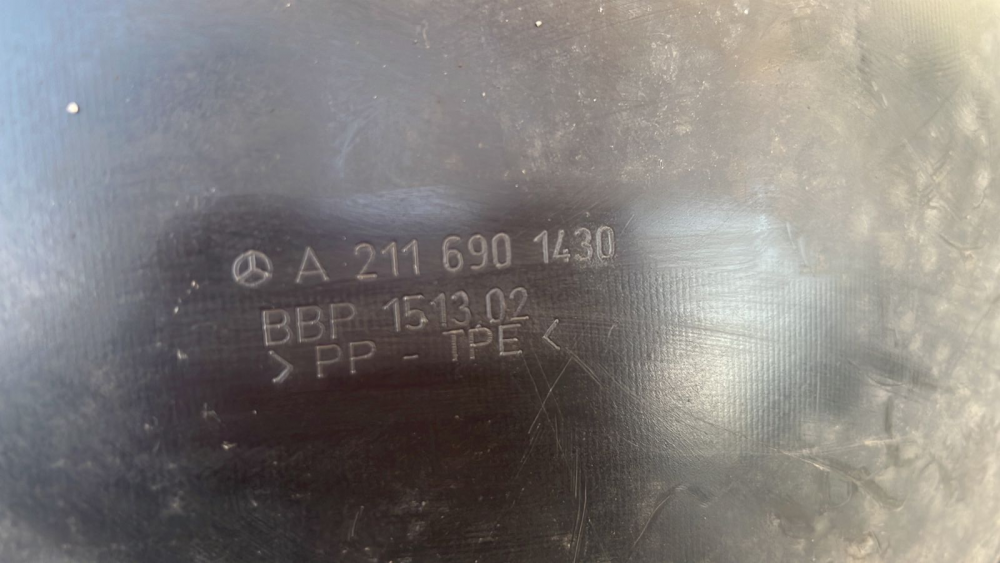 A 211 690 1430
BBP 1513.02
>PP - TPE<